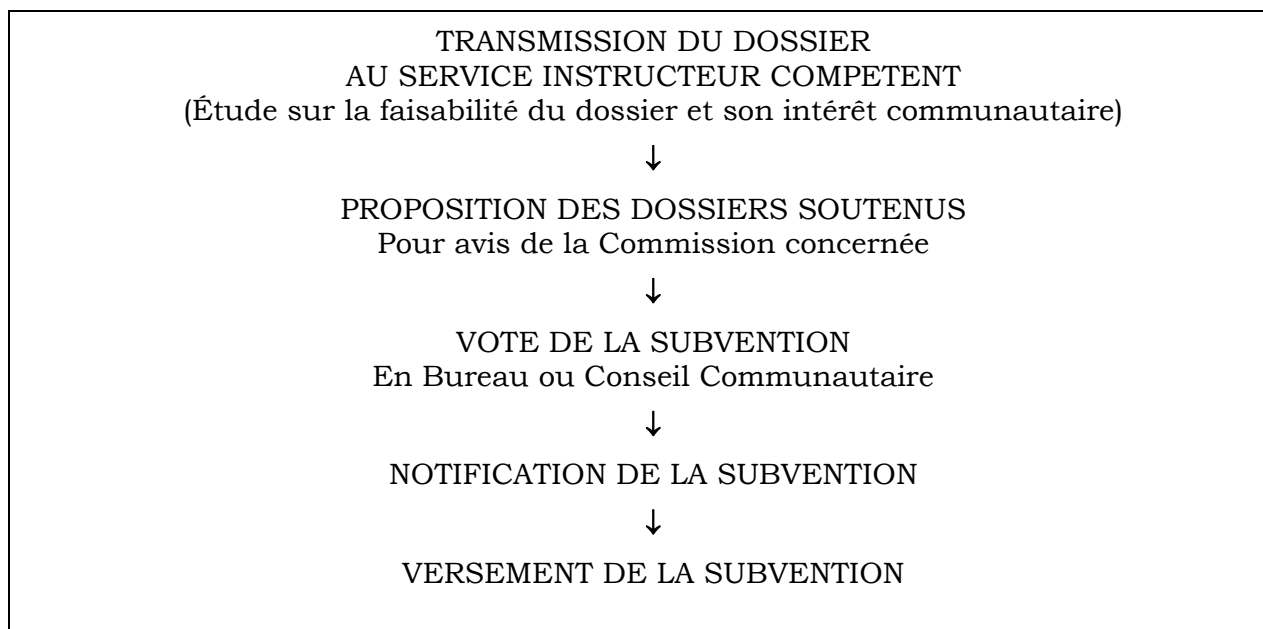 TRANSMISSION DU DOSSIER
AU SERVICE INSTRUCTEUR COMPETENT
(Étude sur la faisabilité du dossier et son intérêt communautaire)
↓
PROPOSITION DES DOSSIERS SOUTENUS
Pour avis de la Commission concernée
↓
VOTE DE LA SUBVENTION
En Bureau ou Conseil Communautaire
↓
NOTIFICATION DE LA SUBVENTION
↓
VERSEMENT DE LA SUBVENTION